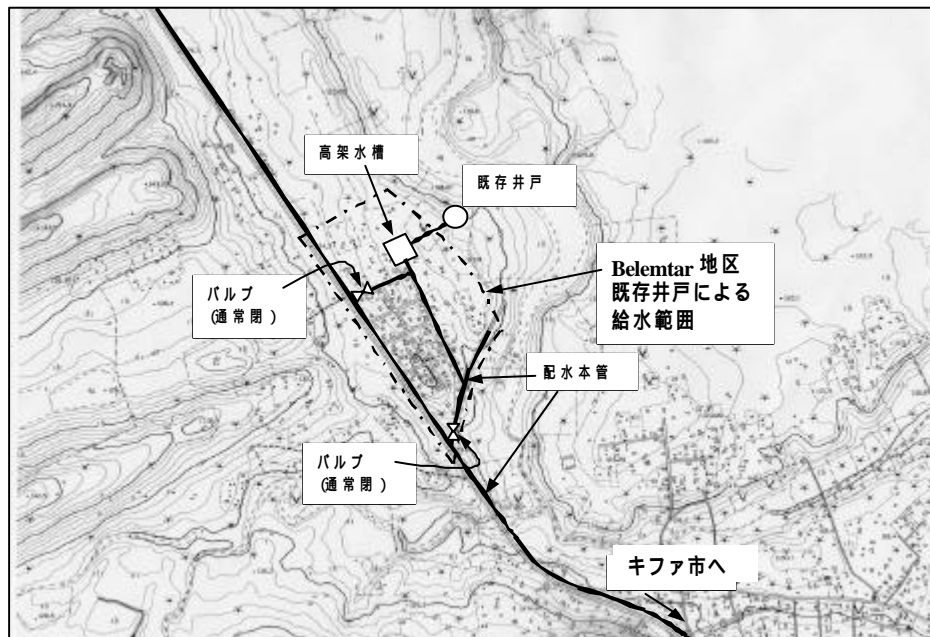 高架水槽
既存井戸
バルブ
(通常閉)
Belemtar 地区
既存井戸による
給水範囲
配水本管
バルブ
(通常閉)
キファ市へ